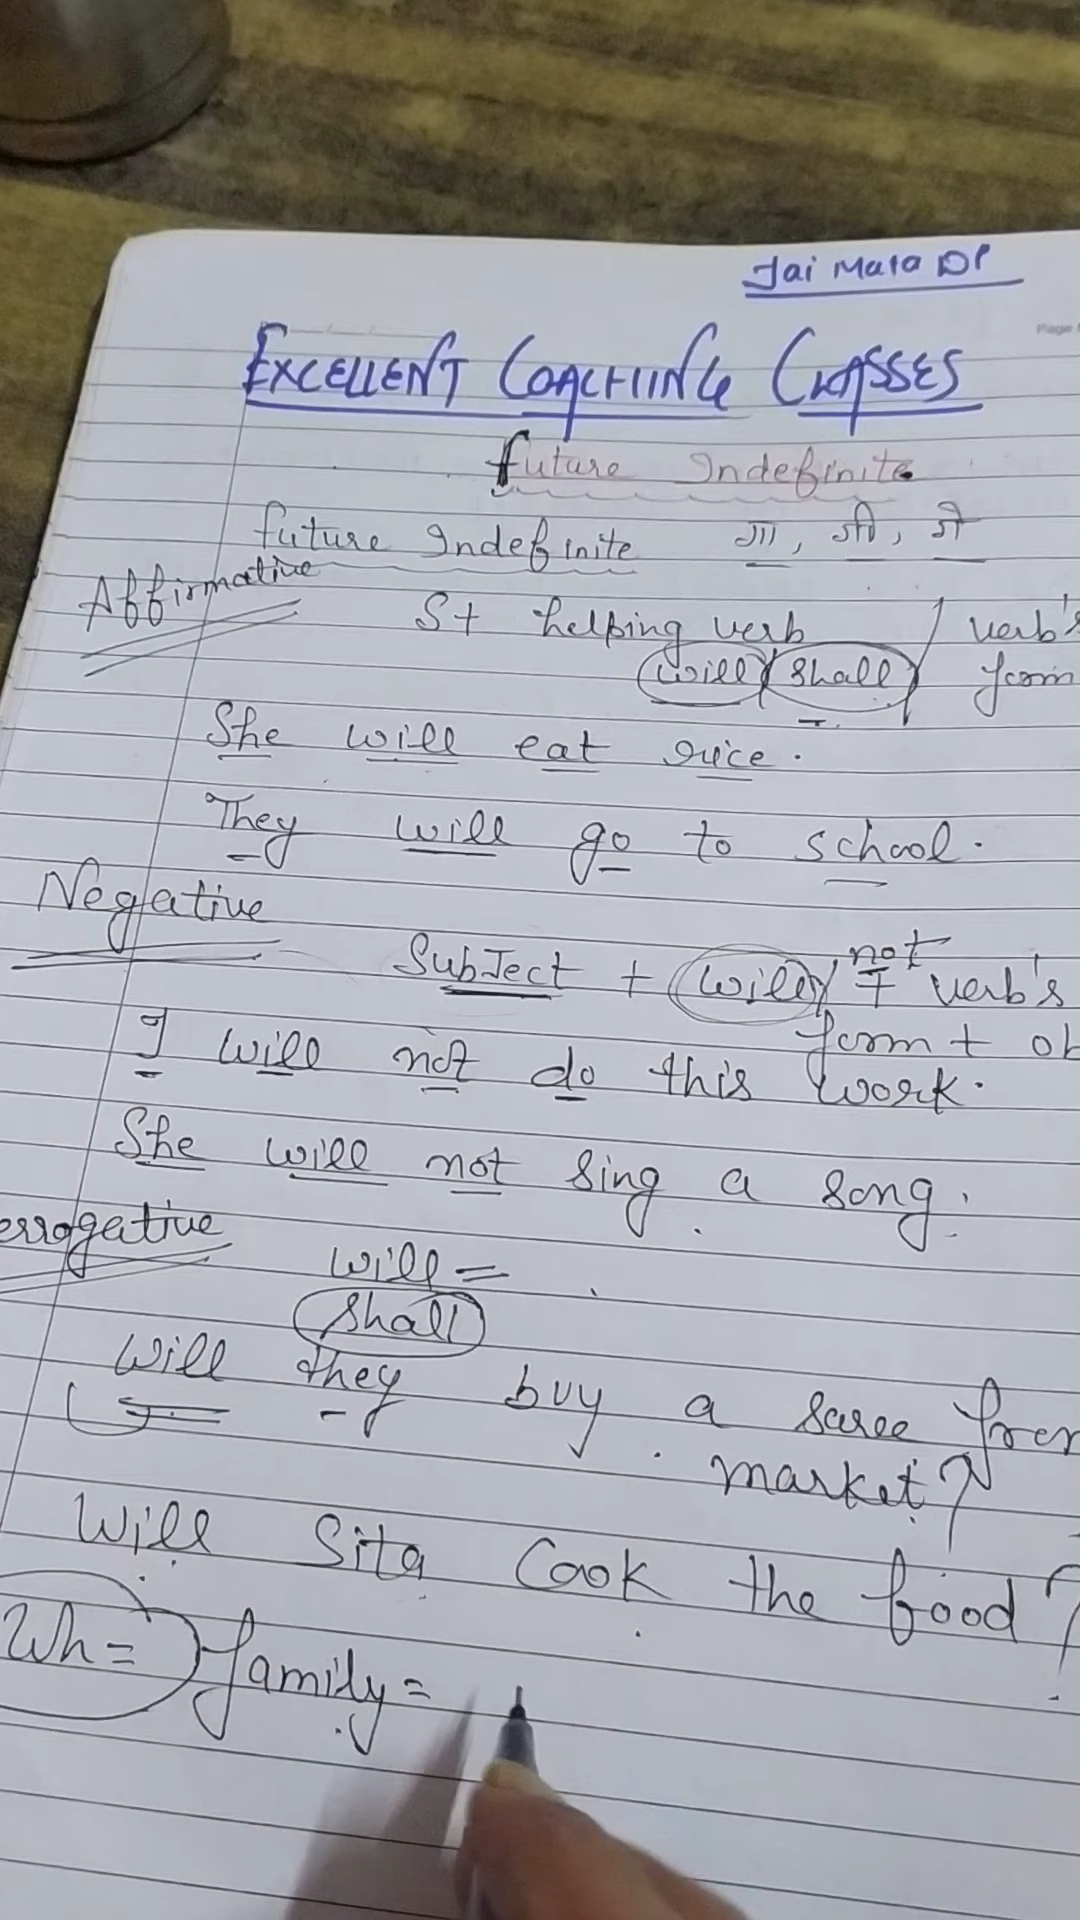 Jai Mata DI
Page
EXCELLENT COACHING CLASSES
Future Indefinite
Future Indefinite गा, गी, गे
Affirmative
S+ helping verb / verb's
will / shall / form
She will eat rice.
They will go to school.
Negative
Subject + will / not + verb's
form + ob
I will not do this work.
She will not sing a song.
errogative
will =
shall
Will they buy a saree from
market?
Will Sita Cook the food?
Wh = family =